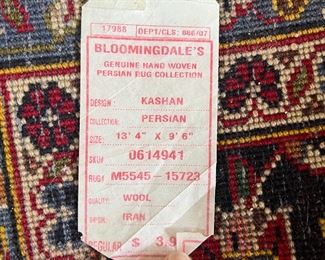 17988 DEPT/CLS: 866/07
BLOOMINGDALE'S
GENUINE HAND WOVEN
PERSIAN RUG COLLECTION
DESIGN: KASHAN
COLLECTION: PERSIAN
SIZE: 13' 4" X 9' 6"
SKU# 0614941
RUG# M5545-15723
QUALITY: WOOL
IRAN
REGULAR $ 3,9